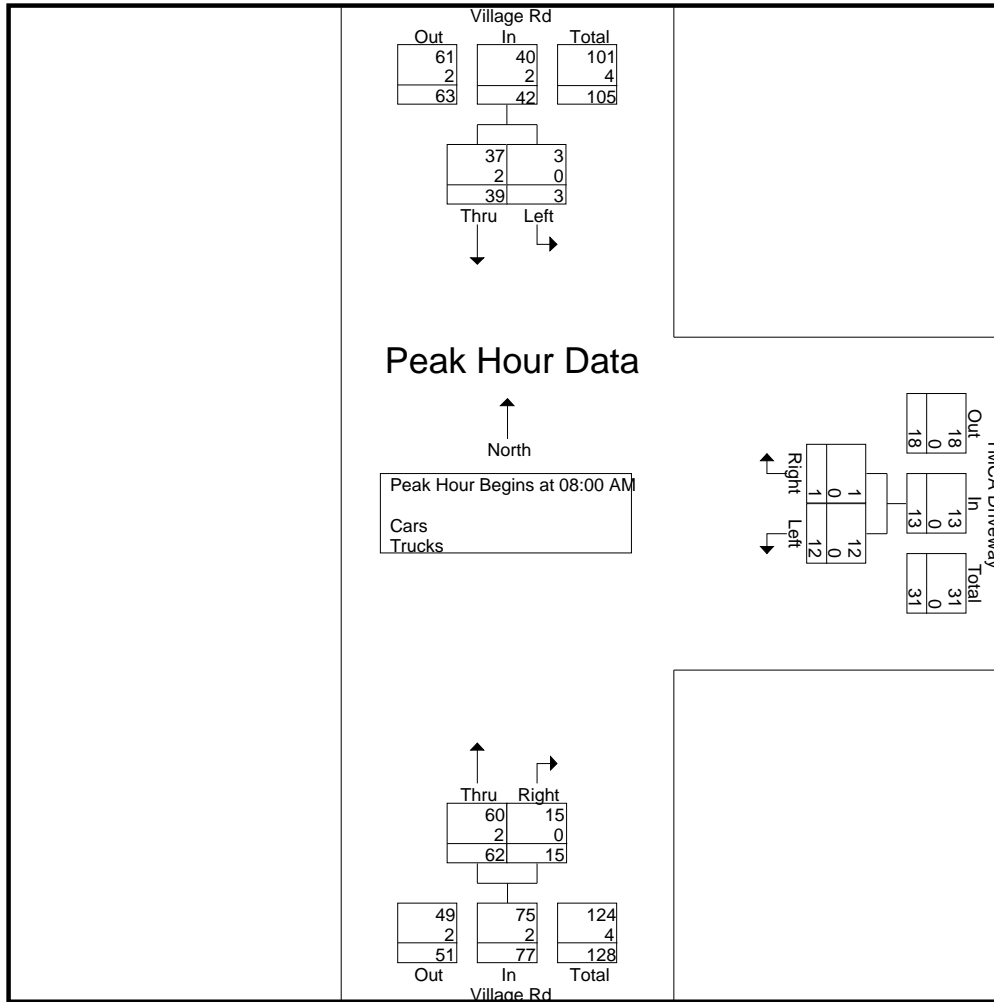 Village Rd
Out In Total
61 40 101
2 2 4
63 42 105
37 3
2 0
39 3
Thru Left
Peak Hour Data
North
Peak Hour Begins at 08:00 AM
Cars
Trucks
Right Left
1 12
0 0
1 12
Out In Total
18 13 31
0 0 0
18 13 31
Driveway
Thru Right
60 15
2 0
62 15
49 75 124
2 2 4
51 77 128
Out In Total
Village Rd